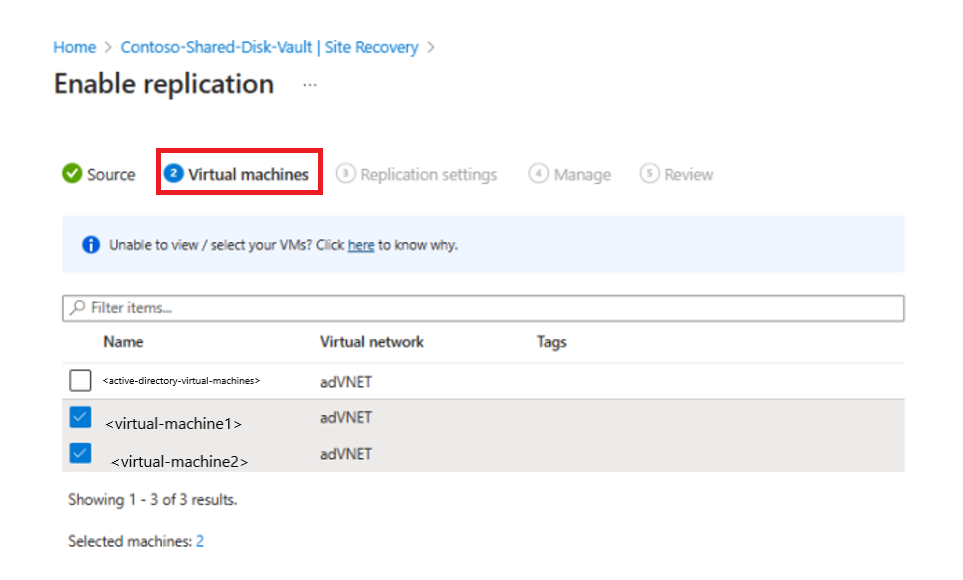 Home > Contoso-Shared-Disk-Vault | Site Recovery >
Enable replication ...
Source 2 Virtual machines 3 Replication settings 4 Manage 5 Review
Unable to view / select your VMs? Click here to know why.
Filter items...
Name Virtual network Tags
<active-directory-virtual-machines> adVNET
<virtual-machine1> adVNET
<virtual-machine2> adVNET
Showing 1 - 3 of 3 results.
Selected machines: 2